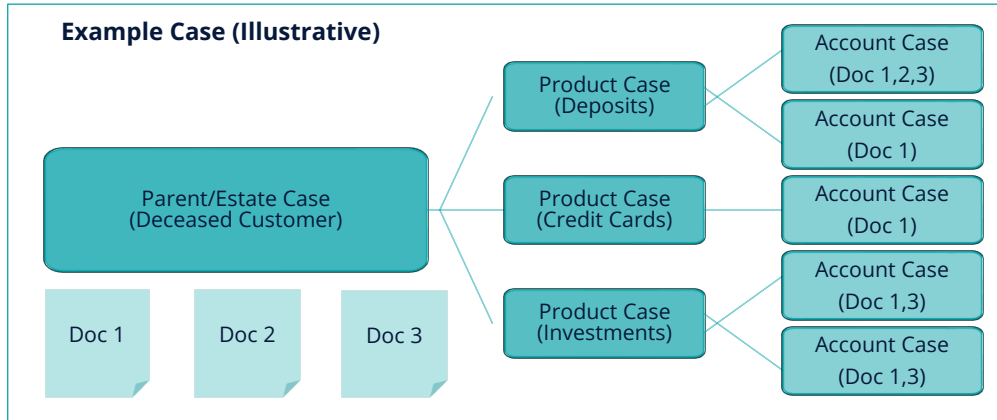 Example Case (Illustrative)
Parent/Estate Case
(Deceased Customer)
Doc 1
Doc 2
Doc 3
Product Case
(Deposits)
Product Case
(Credit Cards)
Product Case
(Investments)
Account Case
(Doc 1,2,3)
Account Case
(Doc 1)
Account Case
(Doc 1)
Account Case
(Doc 1,3)
Account Case
(Doc 1,3)